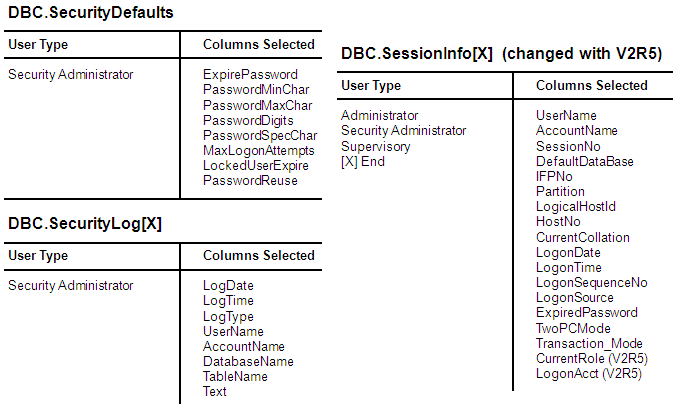 DBC.SecurityDefaults
User Type Columns Selected
Security Administrator ExpirePassword
PasswordMinChar
PasswordMaxChar
PasswordDigits
PasswordSpecChar
MaxLogonAttempts
LockedUserExpire
PasswordReuse
DBC.SecurityLog[X]
User Type Columns Selected
Security Administrator LogDate
LogTime
LogType
UserName
AccountName
DatabaseName
TableName
Text
DBC.SessionInfo[X] (changed with V2R5)
User Type Columns Selected
Administrator UserName
Security Administrator AccountName
Supervisory SessionNo
[X] End DefaultDataBase
IFPNo
Partition
LogicalHostId
HostNo
CurrentCollation
LogonDate
LogonTime
LogonSequenceNo
LogonSource
ExpiredPassword
TwoPCMode
Transaction_Mode
CurrentRole (V2R5)
LogonAcct (V2R5)